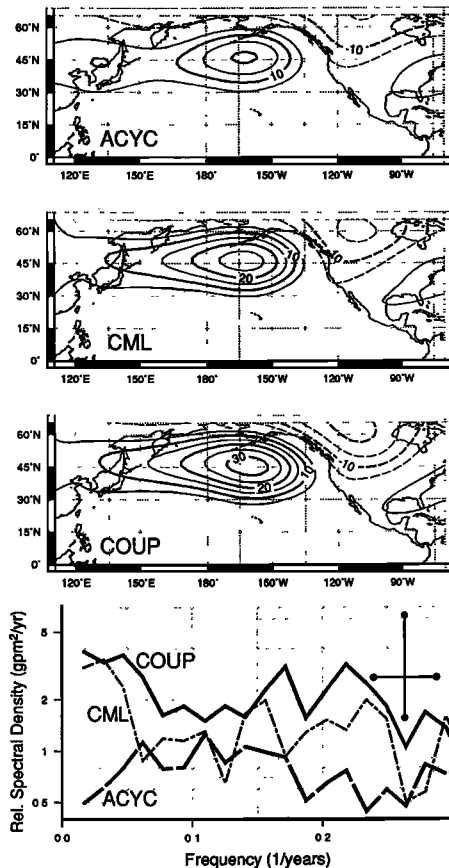 60°N
45°N
30°N
15°N
0°
10
-10
ACYC
120°E 150°E 180° 150°W 120°W 90°W
60°N
45°N
30°N
15°N
0°
10
20
-10
CML
120°E 150°E 180° 150°W 120°W 90°W
60°N
45°N
30°N
15°N
0°
30
20
10
-10
COUP
120°E 150°E 180° 150°W 120°W 90°W
Rel. Spectral Density (gpm²/yr)
5
2
1
0.5
COUP
CML
ACYC
0 0 0 1 0 2
Frequency (1/years)